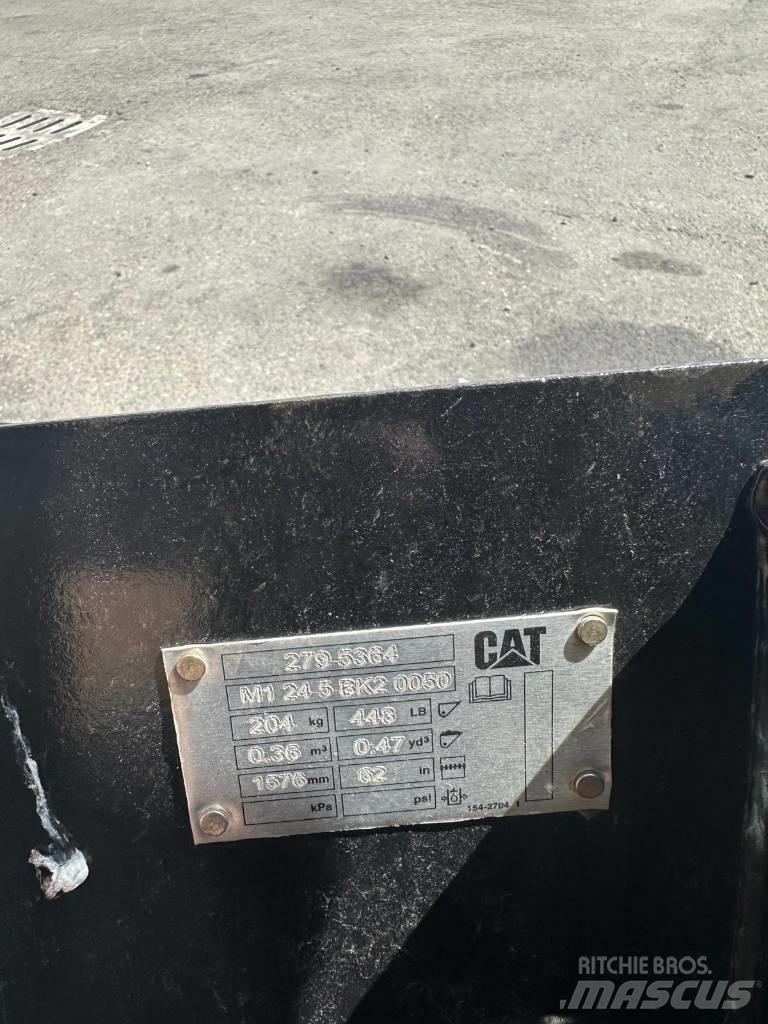 279-5364
CAT
M1 24 5 BK2 0050
204 kg 448 LB
0.36 m³ 0.47 yd³
1576 mm 62 in
kPa psi
154-2704 1
RITCHIE BROS.
MASCUS